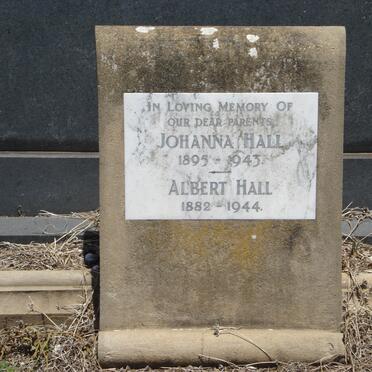 IN LOVING MEMORY OF
OUR DEAR PARENTS
JOHANNA HALL
1895 - 1943.
ALBERT HALL
1882 - 1944.